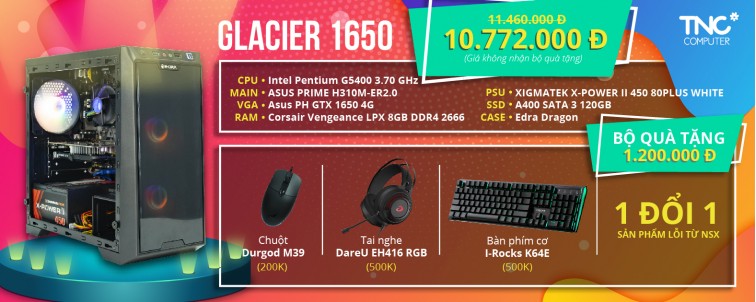 GLACIER 1650
11.460.000 Đ
10.772.000 Đ
(Giá không nhận bộ quà tặng)
TNC
COMPUTER
CPU • Intel Pentium G5400 3.70 GHz
MAIN • ASUS PRIME H310M-ER2.0
VGA • Asus PH GTX 1650 4G
RAM • Corsair Vengeance LPX 8GB DDR4 2666
PSU • XIGMATEK X-POWER II 450 80PLUS WHITE
SSD • A400 SATA 3 120GB
CASE • Edra Dragon
BỘ QUÀ TẶNG
1.200.000 Đ
Chuột
Durgod M39
(200K)
Tai nghe
DareU EH416 RGB
(500K)
Bàn phím cơ
I-Rocks K64E
(500K)
1 ĐỔI 1
SẢN PHẨM LỖI TỪ NSX
X-POWER